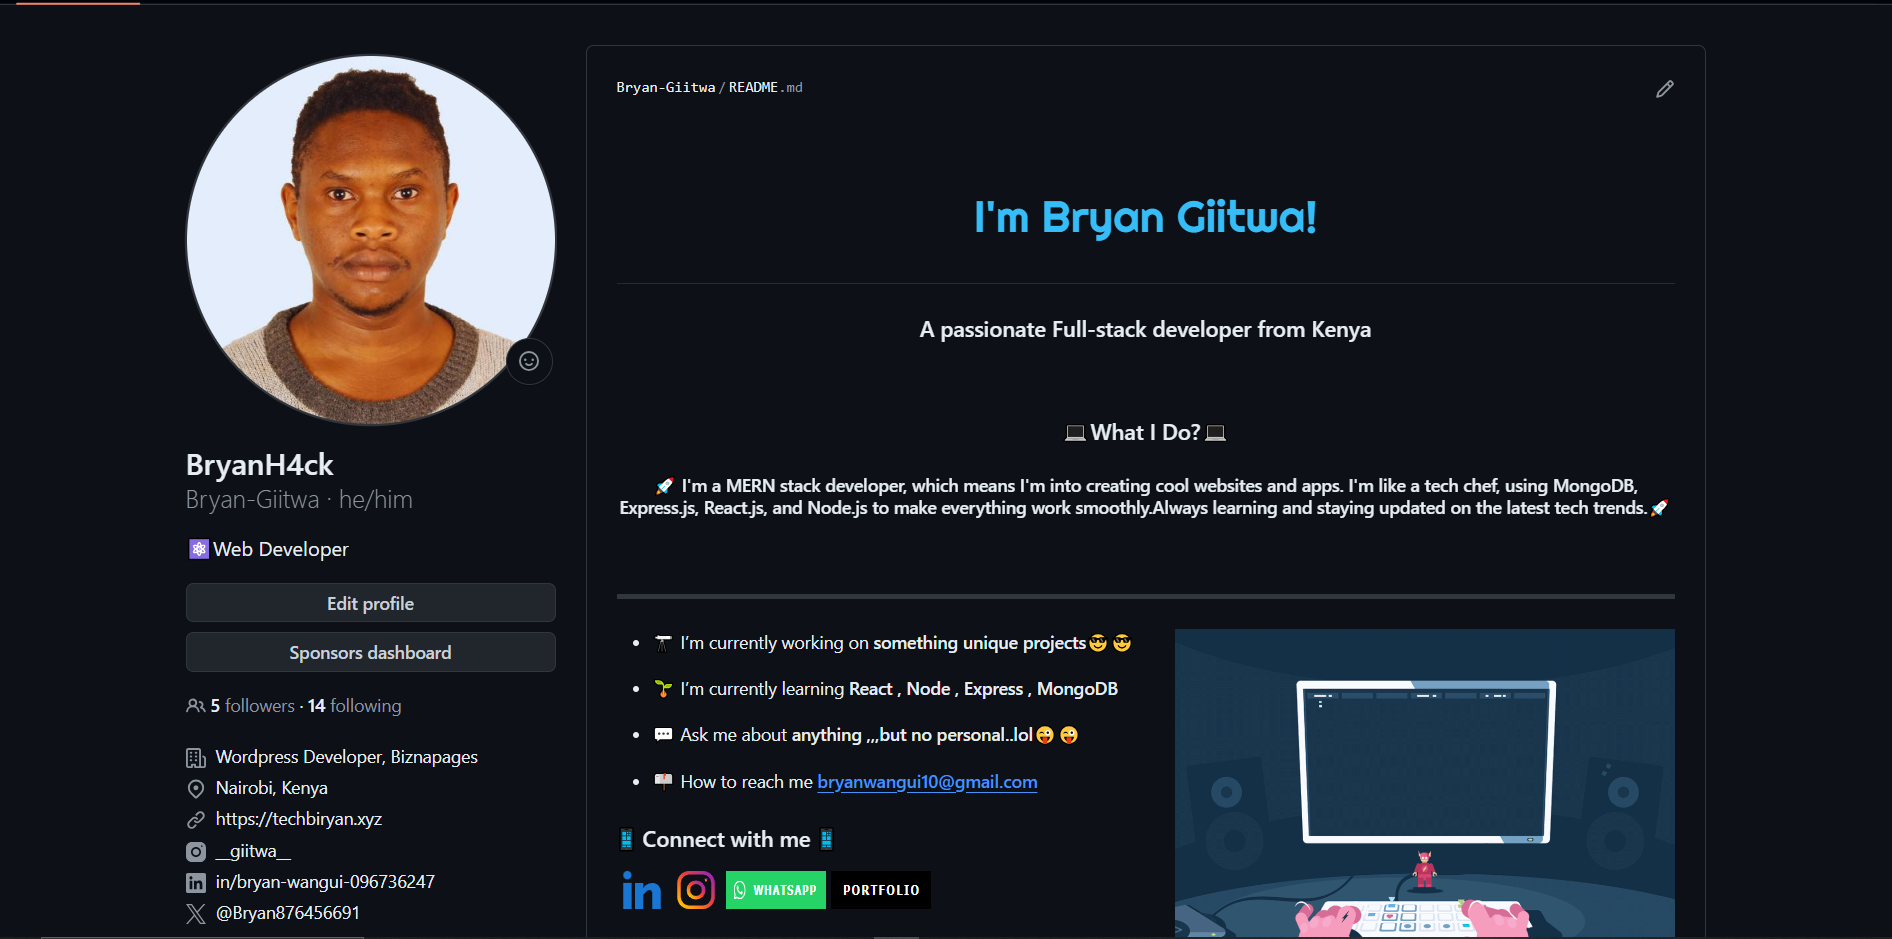 BryanH4ck
Bryan-Giitwa · he/him
Web Developer
Edit profile
Sponsors dashboard
5 followers · 14 following
Wordpress Developer, Biznapages
Nairobi, Kenya
https://techbiryan.xyz
__giitwa__
in/bryan-wangui-096736247
@Bryan876456691
Bryan-Giitwa / README.md
I'm Bryan Giitwa!
A passionate Full-stack developer from Kenya
💻 What I Do? 💻
🚀 I'm a MERN stack developer, which means I'm into creating cool websites and apps. I'm like a tech chef, using MongoDB,
Express.js, React.js, and Node.js to make everything work smoothly.Always learning and staying updated on the latest tech trends. 🚀
• 🔭 I’m currently working on something unique projects😎 😎
• 🌱 I’m currently learning React , Node , Express , MongoDB
• 💬 Ask me about anything ,,,but no personal..lol😜 😜
• 📫 How to reach me bryanwangui10@gmail.com
📱 Connect with me 📱
in
WHATSAPP
PORTFOLIO